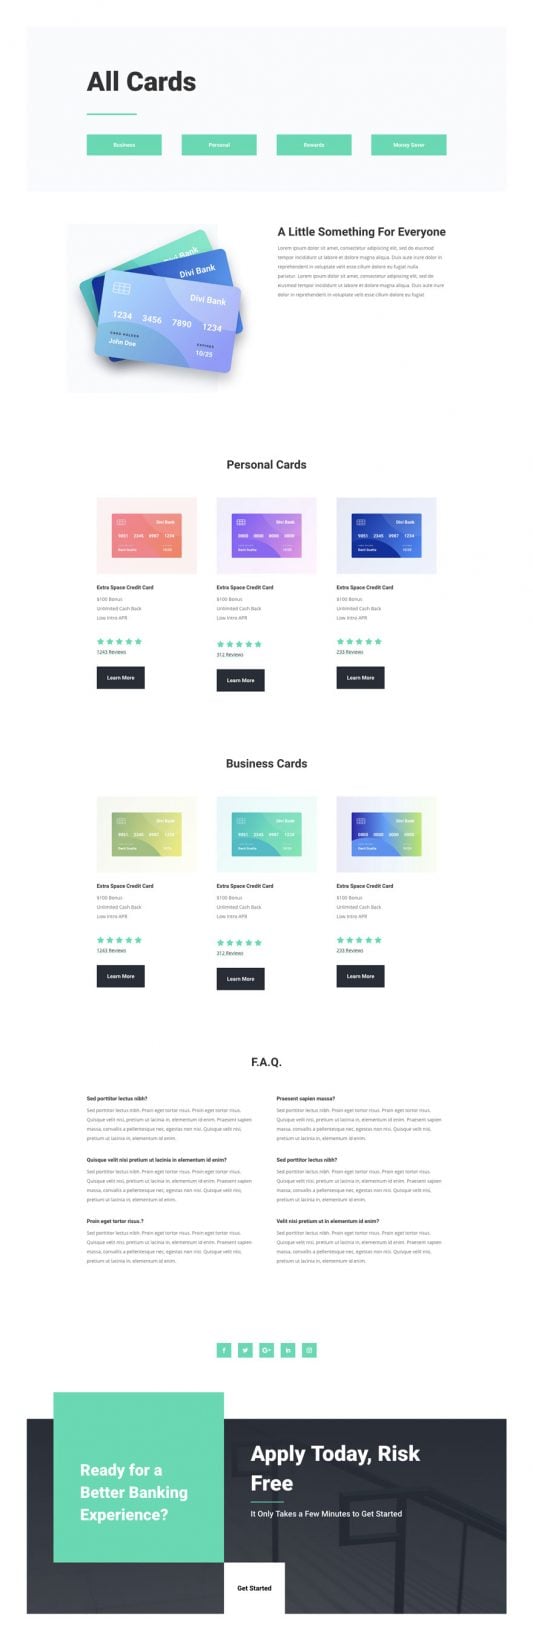 All Cards
Business
Personal
Rewards
Money Saver
Divi Bank
Divi Bank
Divi Bank
1234 3456 7890 1234
CARD HOLDER
John Doe
EXPIRES
10/25
A Little Something For Everyone
Lorem ipsum dolor sit amet, consectetur adipiscing elit, sed do eiusmod
tempor incididunt ut labore et dolore magna aliqua. Duis aute irure dolor in
reprehenderit in voluptate velit esse cillum dolore eu fugiat nulla
pariatur. Lorem ipsum dolor sit amet, consectetur adipiscing elit, sed do
eiusmod tempor incididunt ut labore et dolore magna aliqua. Duis aute irure
dolor in reprehenderit in voluptate velit esse cillum dolore eu fugiat
Personal Cards
Divi Bank
9051 2345 0987 1234
Divi Bank
0000 0000 0000 0000
Divi Bank
9051 2345 0987 1234
Extra Space Credit Card
$100 Bonus
Unlimited Cash Back
Low Intro APR
1243 Reviews
Learn More
Extra Space Credit Card
$100 Bonus
Unlimited Cash Back
Low Intro APR
312 Reviews
Learn More
Extra Space Credit Card
$100 Bonus
Unlimited Cash Back
Low Intro APR
233 Reviews
Learn More
Business Cards
Divi Bank
9051 2345 0987 1234
Divi Bank
9051 2345 0987 1234
Divi Bank
0000 0000 0000 0000
Extra Space Credit Card
$100 Bonus
Unlimited Cash Back
Low Intro APR
1243 Reviews
Learn More
Extra Space Credit Card
$100 Bonus
Unlimited Cash Back
Low Intro APR
312 Reviews
Learn More
Extra Space Credit Card
$100 Bonus
Unlimited Cash Back
Low Intro APR
233 Reviews
Learn More
F.A.Q.
Sed porttitor lectus nibh?
Sed porttitor lectus nibh. Proin eget tortor risus. Proin eget tortor risus.
Quisque velit nisi, pretium ut lacinia in, elementum id enim. Praesent sapien
massa, convallis a pellentesque nec, egestas non nisi. Quisque velit nisi,
pretium ut lacinia in, elementum id enim.
Quisque velit nisi pretium ut lacinia in elementum id enim?
Sed porttitor lectus nibh. Proin eget tortor risus. Proin eget tortor risus.
Quisque velit nisi, pretium ut lacinia in, elementum id enim. Praesent sapien
massa, convallis a pellentesque nec, egestas non nisi. Quisque velit nisi,
pretium ut lacinia in, elementum id enim.
Proin eget tortor risus.?
Sed porttitor lectus nibh. Proin eget tortor risus. Proin eget tortor risus.
Quisque velit nisi, pretium ut lacinia in, elementum id enim. Praesent sapien
massa, convallis a pellentesque nec, egestas non nisi. Quisque velit nisi,
pretium ut lacinia in, elementum id enim.
Praesent sapien massa?
Sed porttitor lectus nibh. Proin eget tortor risus. Proin eget tortor risus.
Quisque velit nisi, pretium ut lacinia in, elementum id enim. Praesent sapien
massa, convallis a pellentesque nec, egestas non nisi. Quisque velit nisi,
pretium ut lacinia in, elementum id enim.
Sed porttitor lectus nibh?
Sed porttitor lectus nibh. Proin eget tortor risus. Proin eget tortor risus.
Quisque velit nisi, pretium ut lacinia in, elementum id enim. Praesent sapien
massa, convallis a pellentesque nec, egestas non nisi. Quisque velit nisi,
pretium ut lacinia in, elementum id enim.
Velit nisi pretium ut in elementum id enim?
Sed porttitor lectus nibh. Proin eget tortor risus. Proin eget tortor risus.
Quisque velit nisi, pretium ut lacinia in, elementum id enim. Praesent sapien
massa, convallis a pellentesque nec, egestas non nisi. Quisque velit nisi,
pretium ut lacinia in, elementum id enim.
Ready for a
Better Banking
Experience?
Apply Today, Risk
Free
It Only Takes a Few Minutes to Get Started
Get Started